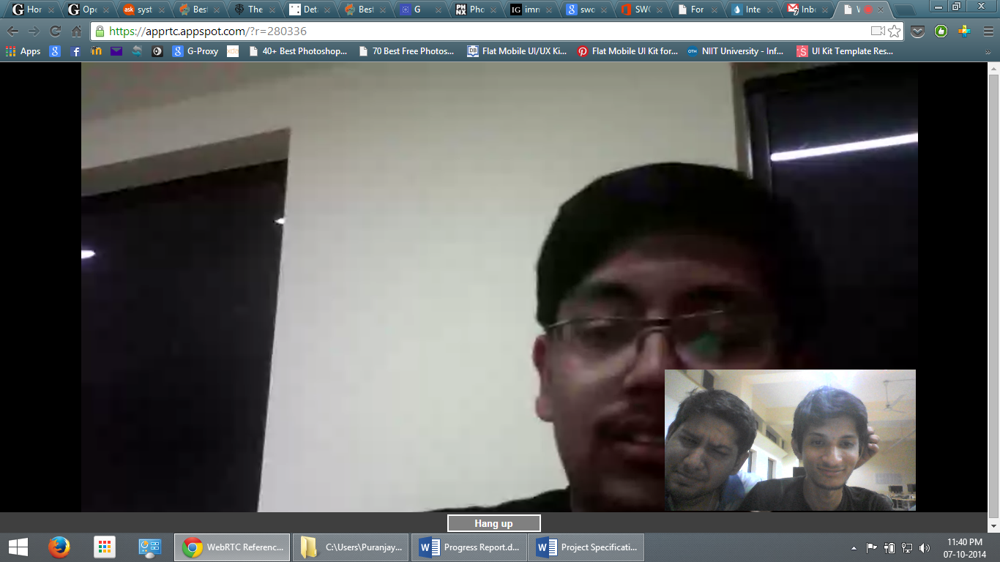 Hor Ope syst Best The Deta Best G Pho imn swo SWO For Inte Inbo W
https://apprtc.appspot.com/?r=280336
Apps G-Proxy 40+ Best Photoshop... 70 Best Free Photos... Flat Mobile UI/UX Ki... Flat Mobile UI Kit for... NIIT University - Inf... UI Kit Template Res...
Hang up
WebRTC Referenc... C:\Users\Puranjay... Progress Report.d... Project Specificati... 11:40 PM
07-10-2014